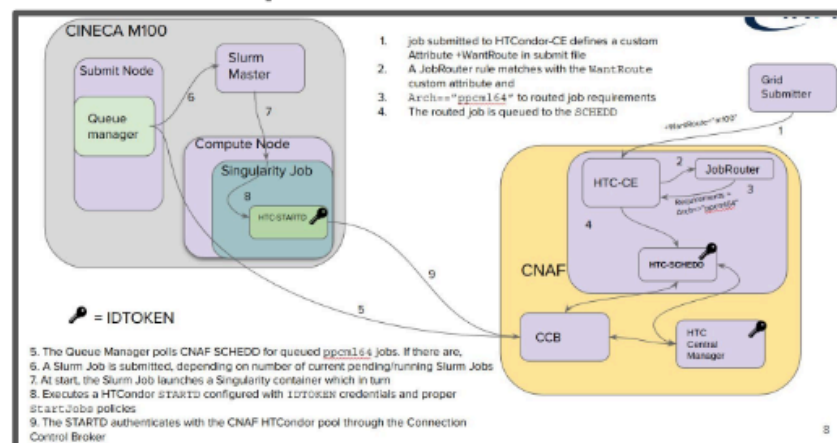 CINECA M100
Submit Node
Queue
manager
Slurm
Master
6
7
Compute Node
Singularity Job
8
HTC-STARTD
1. job submitted to HTCondor-CE defines a custom
Attribute +WantRoute in submit file
2. A JobRouter rule matches with the WantRoute
custom attribute and
3. Arch=="ppcml64" to routed job requirements
4. The routed job is queued to the SCHEDD
Grid
Submitter
+WantRoute="m100"
1
HTC-CE
2
JobRouter
3
Requirements =
Arch=="ppcml64"
4
HTC-SCHEDD
CNAF
9
5
CCB
HTC
Central
Manager
= IDTOKEN
5. The Queue Manager polls CNAF SCHEDD for queued ppcml64 jobs. If there are,
6. A Slurm Job is submitted, depending on number of current pending/running Slurm Jobs
7. At start, the Slurm Job launches a Singularity container which in turn
8. Executes a HTCondor STARTD configured with IDTOKEN credentials and proper
StartJobs policies
9. The STARTD authenticates with the CNAF HTCondor pool through the Connection
Control Broker
8